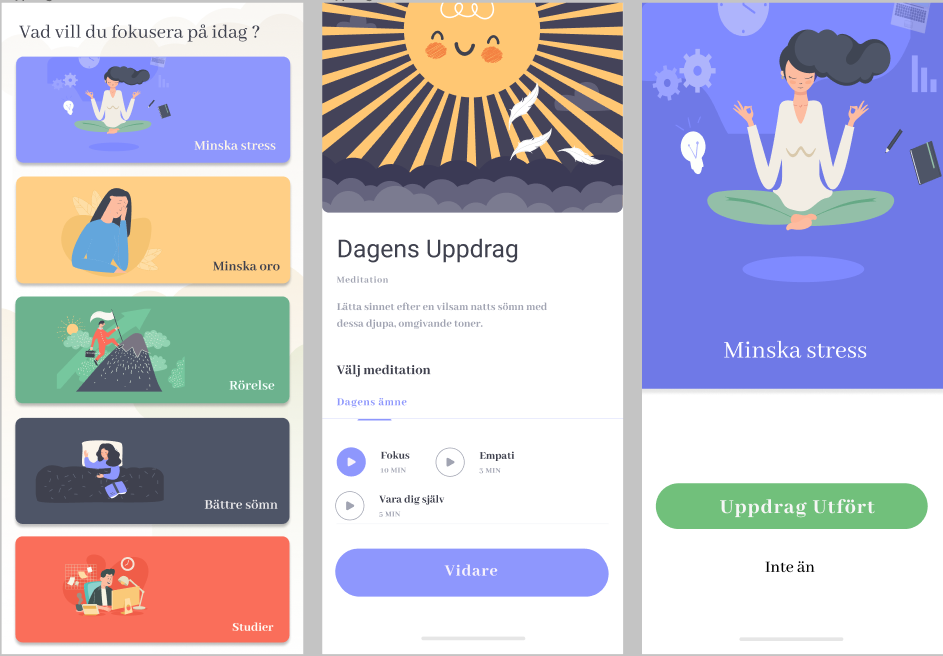 Vad vill du fokusera på idag ?
Minska stress
Minska oro
Rörelse
Bättre sömn
Studier
Dagens Uppdrag
Meditation
Lätta sinnet efter en vilsam natts sömn med
dessa djupa, omgivande toner.
Välj meditation
Dagens ämne
Fokus
10 MIN
Empati
5 MIN
Vara dig själv
5 MIN
Vidare
Minska stress
Uppdrag Utfört
Inte än